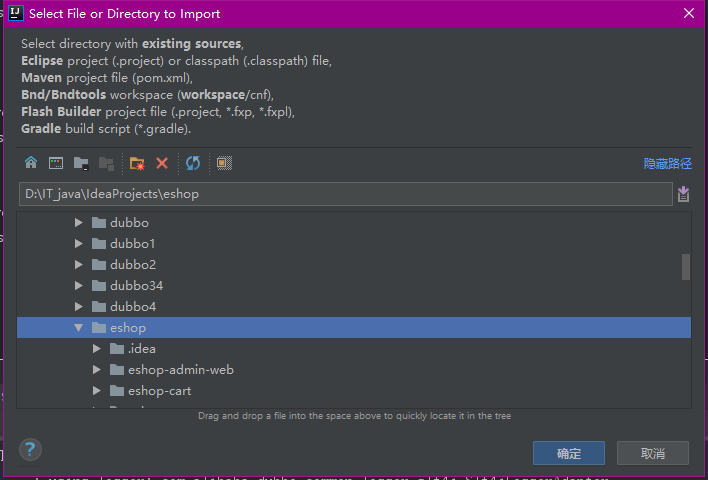 Select File or Directory to Import
Select directory with existing sources,
Eclipse project (.project) or classpath (.classpath) file,
Maven project file (pom.xml),
Bnd/Bndtools workspace (workspace/cnf),
Flash Builder project file (.project, *.fxp, *.fxpl),
Gradle build script (*.gradle).
隐藏路径
D:\IT_java\IdeaProjects\eshop
dubbo
dubbo1
dubbo2
dubbo34
dubbo4
eshop
.idea
eshop-admin-web
eshop-cart
Drag and drop a file into the space above to quickly locate it in the tree
?
确定
取消